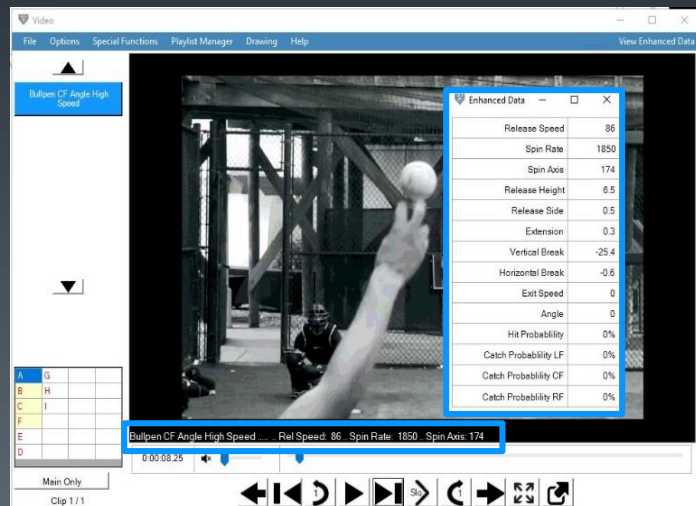 Video
File Options Special Functions Playlist Manager Drawing Help View Enhanced Data
Bullpen CF Angle High
Speed
Enhanced Data
Release Speed 86
Spin Rate 1850
Spin Axis 174
Release Height 6.5
Release Side 0.5
Extension 0.3
Vertical Break -25.4
Horizontal Break -0.6
Exit Speed 0
Angle 0
Hit Probablility 0%
Catch Probablility LF 0%
Catch Probablility CF 0%
Catch Probablility RF 0%
A G
B H
C I
F
E
D
Bullpen CF Angle High Speed ..... .. Rel Speed: 86 .. Spin Rate: 1850 .. Spin Axis: 174
0:00:08.25
Main Only
Clip 1 / 1
1 Slo 1